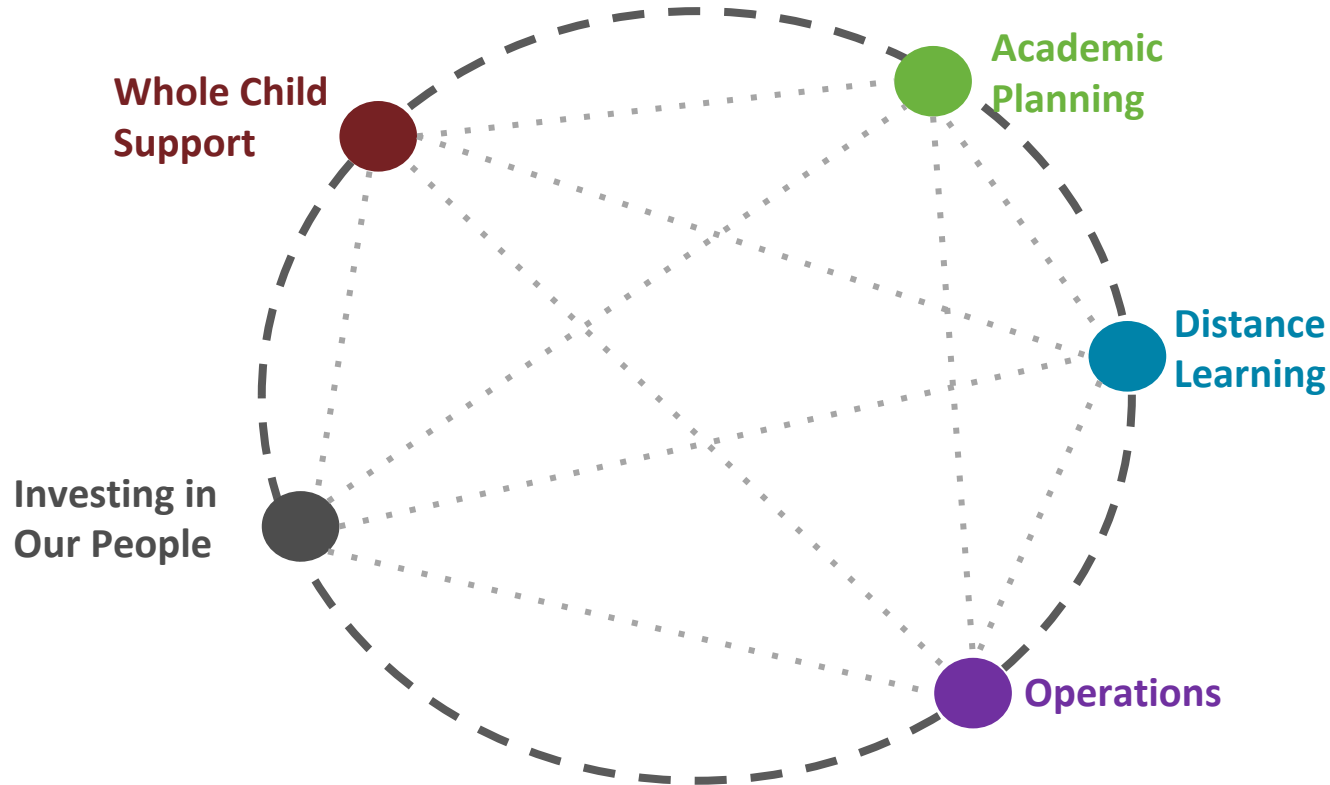 Whole Child
Support
Academic
Planning
Distance
Learning
Investing in
Our People
Operations